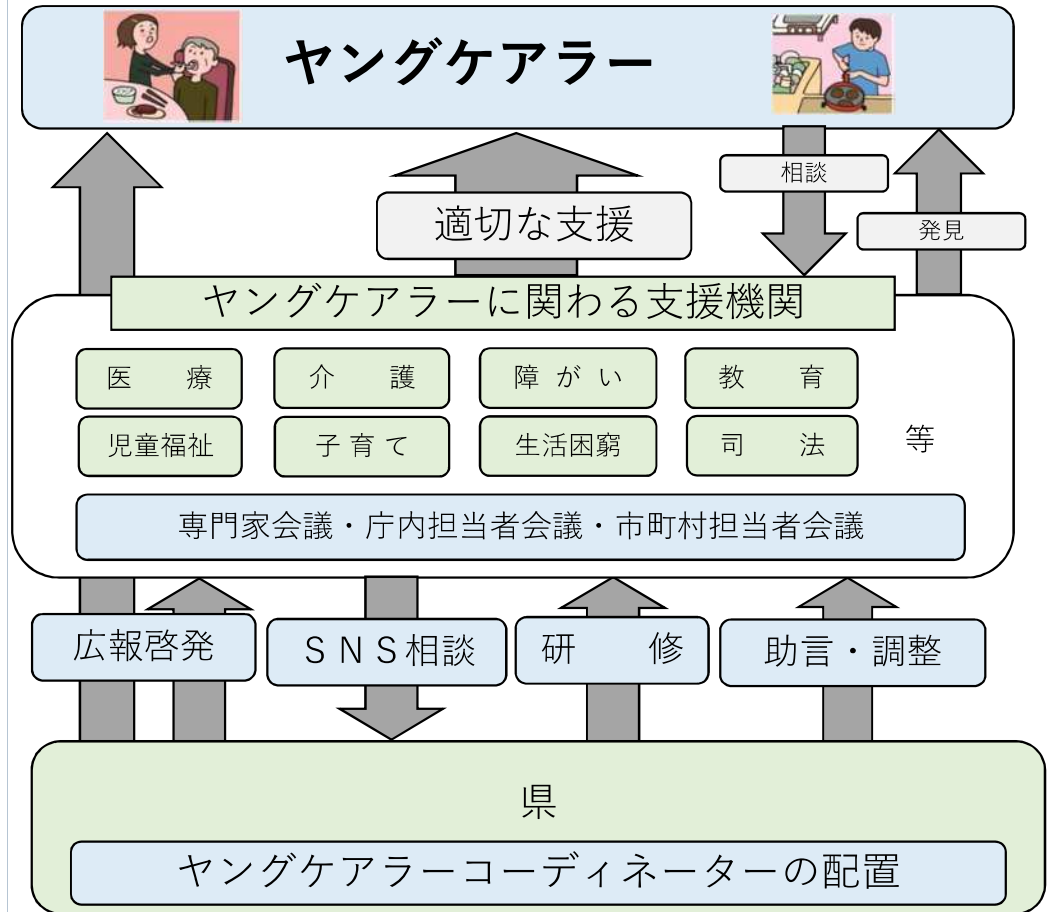 ヤングケアラー
相談
発見
適切な支援
ヤングケアラーに関わる支援機関
医　療　介　護　障 が い　教　育
児童福祉　子 育 て　生活困窮　司　法
等
専門家会議・庁内担当者会議・市町村担当者会議
広報啓発　ＳＮＳ相談　研　修　助言・調整
県
ヤングケアラーコーディネーターの配置